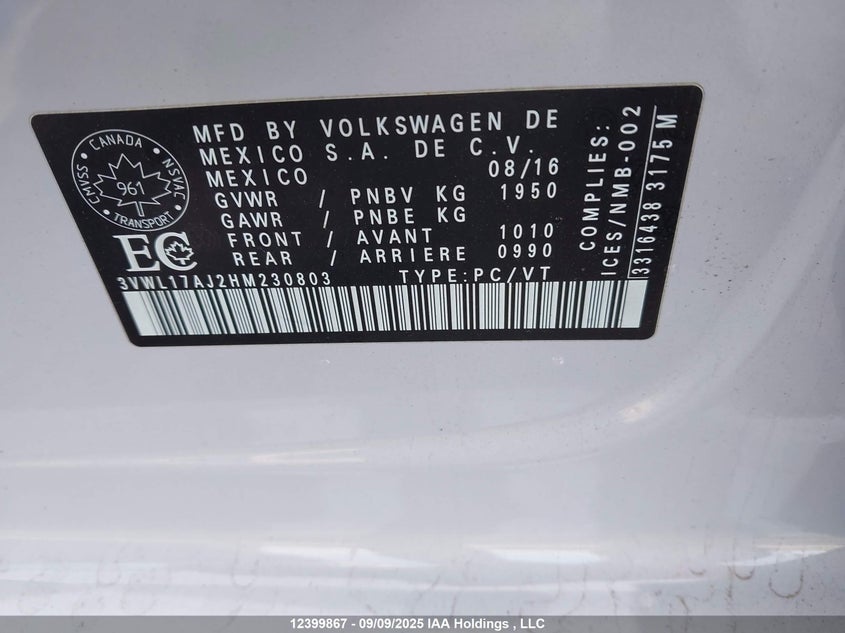 CANADA
CMVSS
NSVAC
961
TRANSPORT
EC
MFD BY VOLKSWAGEN DE
MEXICO S.A. DE C.V.
MEXICO 08/16
GVWR / PNBV KG 1950
GAWR / PNBE KG
FRONT / AVANT 1010
REAR / ARRIERE 0990
3VWL17AJ2HM230803 TYPE:PC/VT
COMPLIES:
ICES/NMB-002
3316438 3175 M
12399867 - 09/09/2025 IAA Holdings , LLC